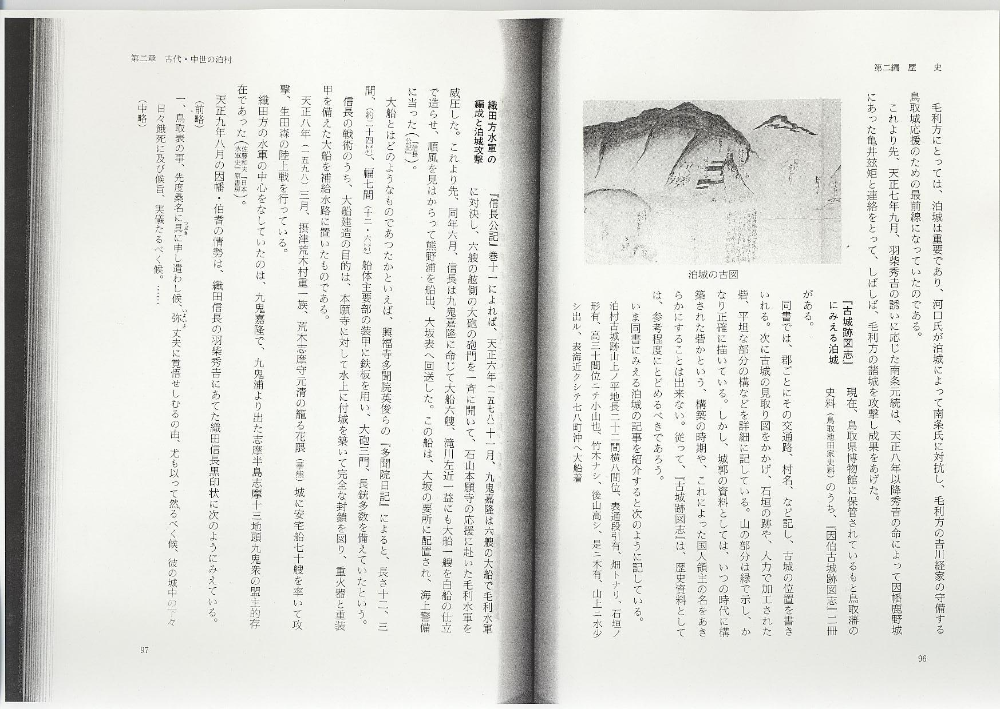 第二編　歴　史
毛利方にとっては、泊城は重要であり、河口氏が泊城によって南条氏に対抗し、毛利方の吉川経家の守備する
鳥取城応援のための最前線になっていたのである。
これより先、天正七年九月、羽柴秀吉の誘いに応じた南条元続は、天正八年以降秀吉の命によって因幡鹿野城
にあった亀井茲矩と連絡をとって、しばしば、毛利方の諸城を攻撃し成果をあげた。
泊城の古図
『古城跡図志』
にみえる泊城
現在、鳥取県博物館に保管されているもと鳥取藩の
史料（鳥取池田家史料）のうち、『因伯古城跡図志』二冊
がある。
同書では、郡ごとにその交通路、村名、など記し、古城の位置を書き
いれる。次に古城の見取り図をかかげ、石垣の跡や、人力で加工された
砦、平坦な部分の構などを詳細に記している。山の部分は緑で示し、か
なり正確に描いている。しかし、城郭の資料としては、いつの時代に構
築された砦かという、構築の時期や、これによった国人領主の名をあき
らかにすることは出来ない。従って、『古城跡図志』は、歴史資料として
は、参考程度にとどめるべきであろう。
いま同書にみえる泊城の記事を紹介すると次のように記している。
泊村古城跡山上ノ平地長二十二間横八間位、表通段引有、畑トナリ、石垣ノ
形有、高三十間位ニテ小山也、竹木ナシ、後山高シ、是ニ木有、山上ニ水少
シ出ル、表海近クシテ七八町沖へ大船着
96
第二章　古代・中世の泊村
織田方水軍の
編成と泊城攻撃
『信長公記』巻十一によれば、天正六年（一五七八）十一月、九鬼嘉隆は六艘の大船で毛利水軍
に対決し、六艘の舷側の大砲の砲門を一斉に開いて、石山本願寺の応援に赴いた毛利水軍を
威圧した。これより先、同年六月、信長は九鬼嘉隆に命じて大船六艘、滝川左近一益にも大船一艘を白船の仕立
で造らせ、順風を見はからって熊野浦を船出、大坂表へ回送した。この船は、大坂の要所に配置され、海上警備
に当った（『信長公記』）。
大船とはどのようなものであつたかといえば、興福寺多聞院英俊らの『多聞院日記』によると、長さ十二、三
間、（約二十四メートル）、幅七間（十二・六メートル）船体主要部の装甲に鉄板を用い、大砲三門、長銃多数を備えていたという。
信長の戦術のうち、大船建造の目的は、本願寺に対して水上に付城を築いて完全な封鎖を図り、重火器と重装
甲を備えた大船を補給水路に置いたものである。
天正八年（一五九八）三月、摂津荒木村重一族、荒木志摩守元清の籠る花隈（華熊）城に安宅船七十艘を率いて攻
撃、生田森の陸上戦を行っている。
織田方の水軍の中心をなしていたのは、九鬼嘉隆で、九鬼浦より出た志摩半島志摩十三地頭九鬼衆の盟主的存
在であった（佐藤和夫『日本水軍史』原書房）。
天正九年八月の因幡・伯耆の情勢は、織田信長の羽柴秀吉にあてた織田信長黒印状に次のようにみえている。
（前略）
一、鳥取表の事、先度桑名に具につぶさに申し遣わし候、弥いよいよ丈夫に覚悟せしむるの由、尤も以って然るべく候、彼の城中の下々
日々餓死に及び候旨、実儀たるべく候。……
（中略）
97